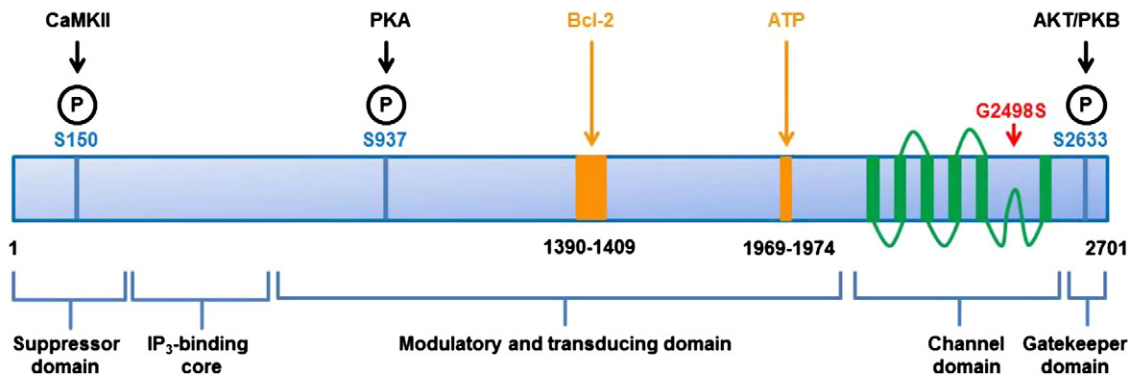 CaMKII PKA Bcl-2 ATP AKT/PKB
P P P
G2498S
S150 S937 S2633
1 1390-1409 1969-1974 2701
Suppressor domain
IP₃-binding core
Modulatory and transducing domain
Channel domain
Gatekeeper domain